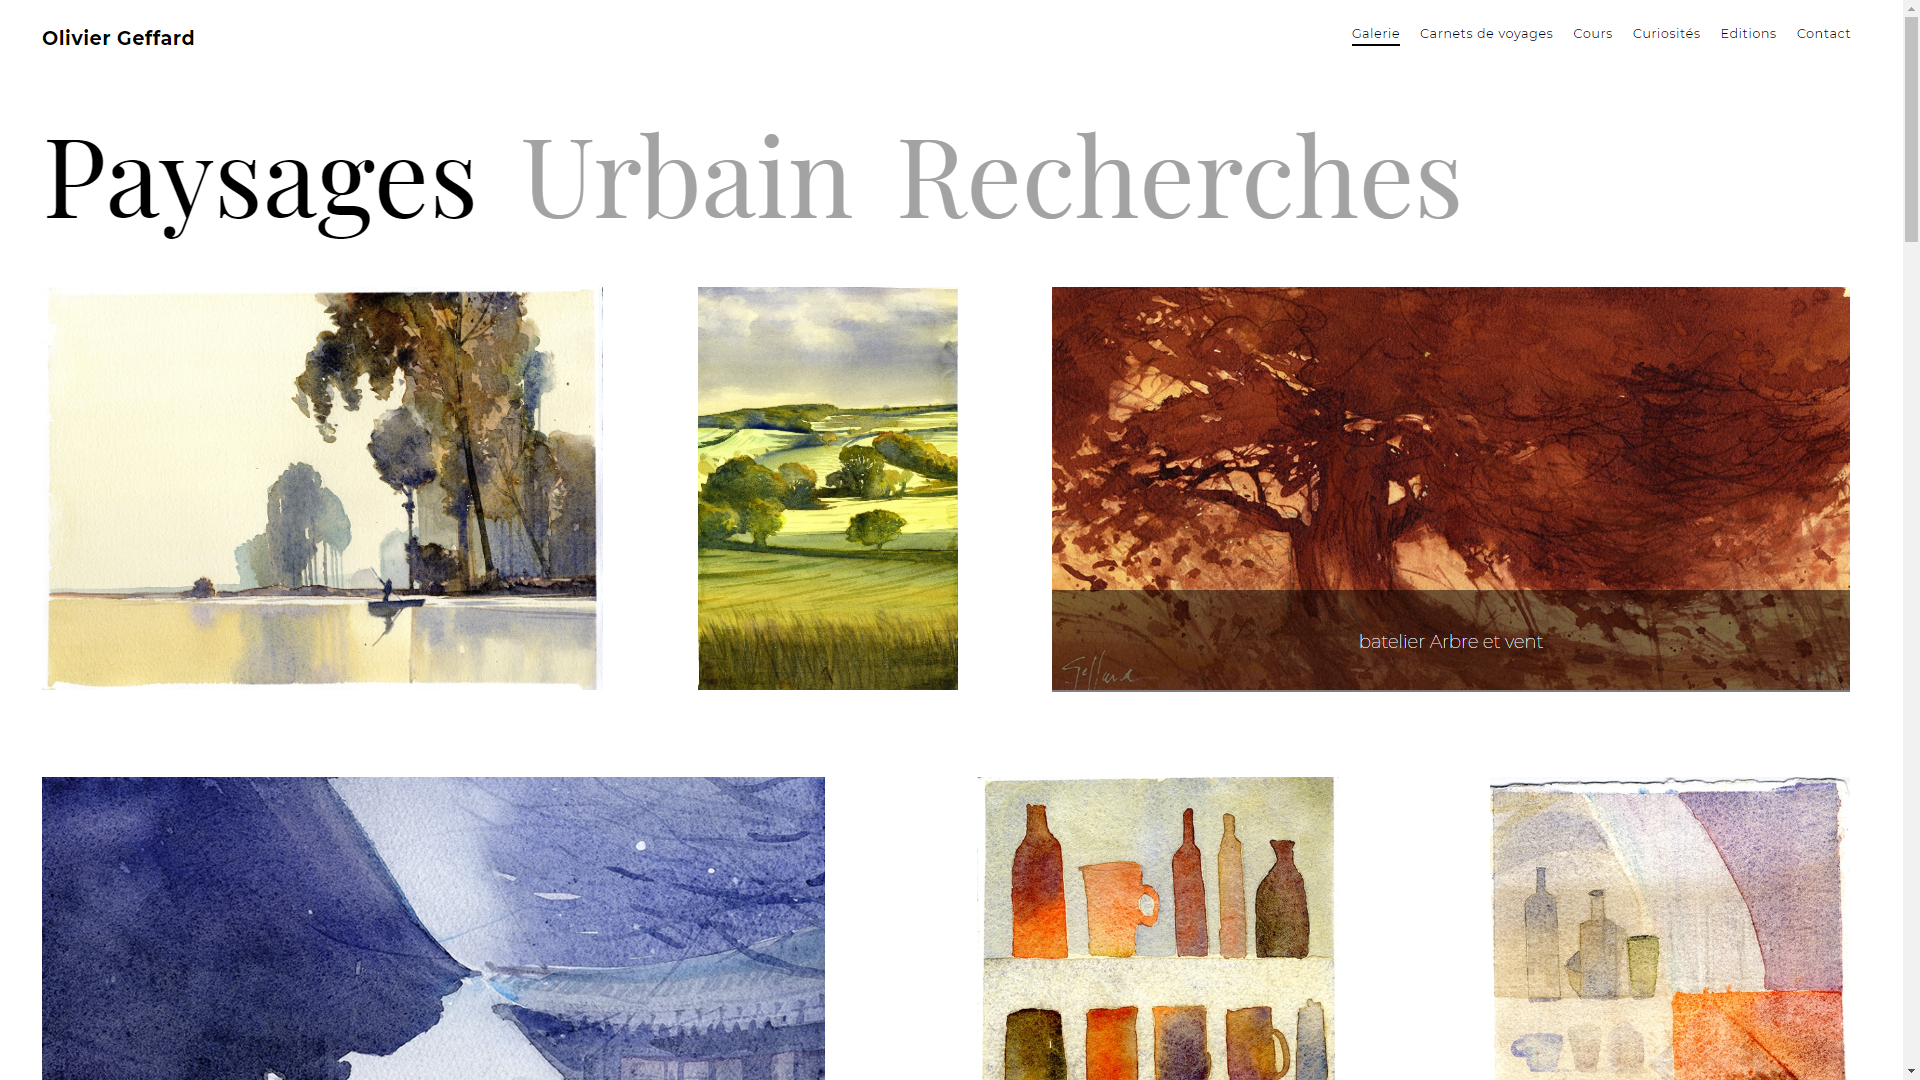 Olivier Geffard
Galerie Carnets de voyages Cours Curiosités Editions Contact
Paysages Urbain Recherches
batelier Arbre et vent
Geffard